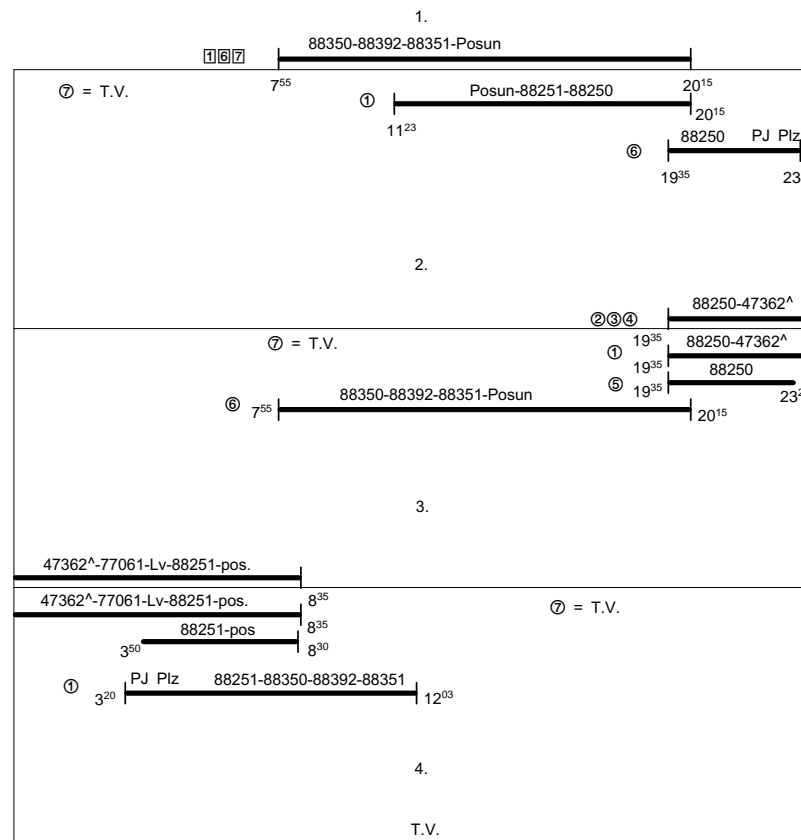 1.
1 6 7 88350-88392-88351-Posun
7⁵⁵ 20¹⁵
⑦ = T.V.
① Posun-88251-88250
11²³ 20¹⁵
⑥ 88250 PJ Plz
19³⁵ 23
2.
②③④ 88250-47362^
19³⁵
⑦ = T.V.
① 88250-47362^
19³⁵
⑤ 88250
19³⁵ 23²
⑥ 88350-88392-88351-Posun
7⁵⁵ 20¹⁵
3.
47362^-77061-Lv-88251-pos.
8³⁵
47362^-77061-Lv-88251-pos.
8³⁵
⑦ = T.V.
88251-pos
3⁵⁰ 8³⁰
① PJ Plz 88251-88350-88392-88351
3²⁰ 12⁰³
4.
T.V.